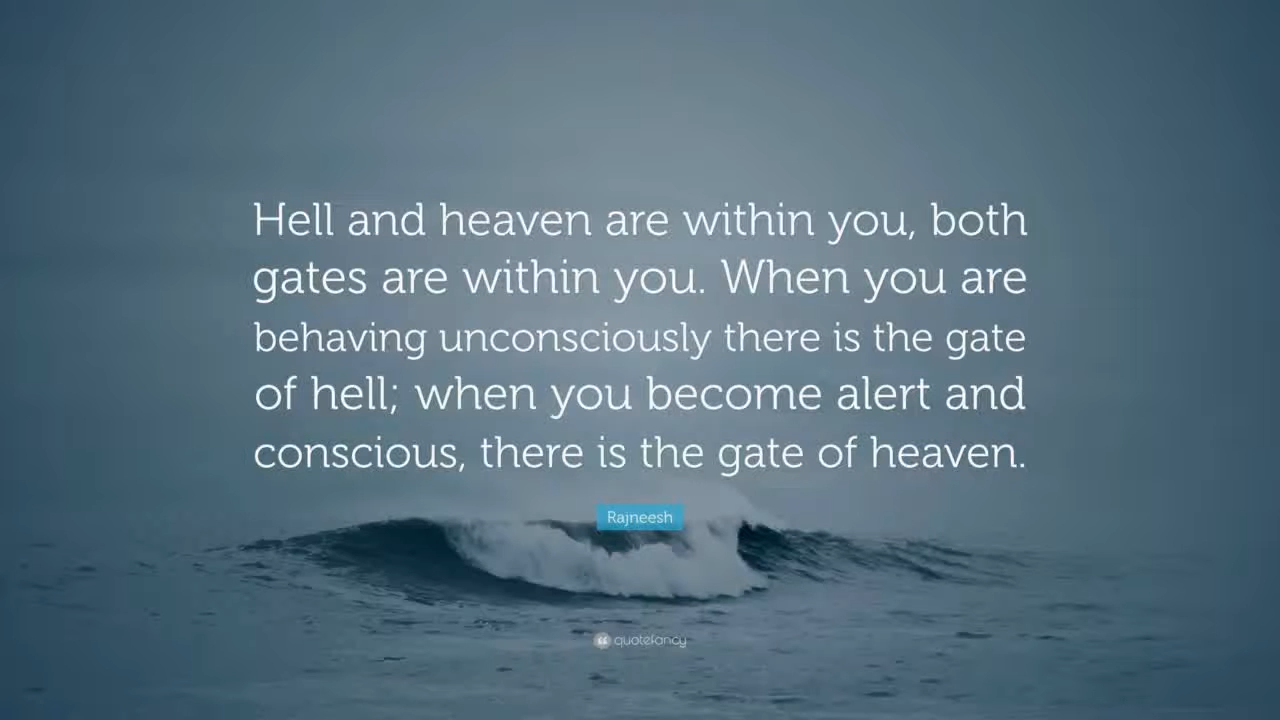 Hell and heaven are within you, both
gates are within you. When you are
behaving unconsciously there is the gate
of hell; when you become alert and
conscious, there is the gate of heaven.
Rajneesh
quotefancy